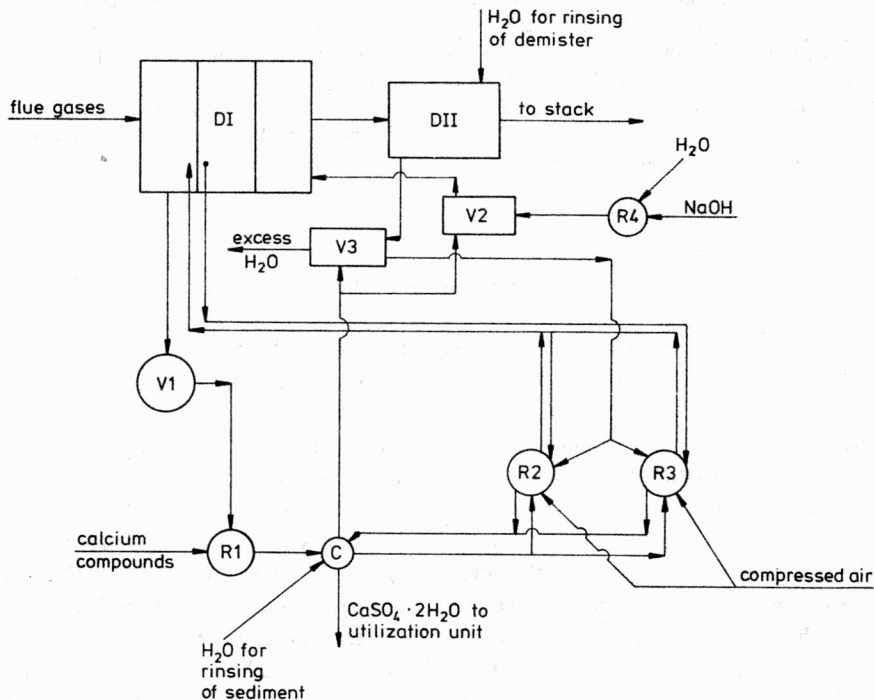 H₂O for rinsing
of demister
flue gases
DI
DII
to stack
H₂O
NaOH
R4
V2
V3
excess
H₂O
V1
R2
R3
calcium
compounds
R1
C
compressed air
CaSO₄ · 2H₂O to
utilization unit
H₂O for
rinsing
of sediment